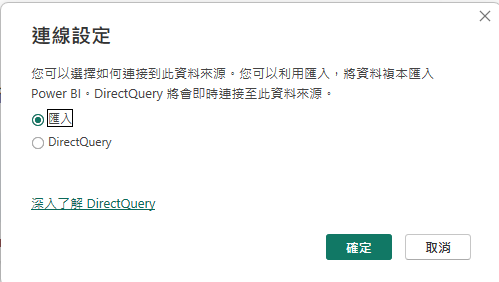 連線設定
您可以選擇如何連接到此資料來源。您可以利用匯入，將資料複本匯入
Power BI。DirectQuery 將會即時連接至此資料來源。
匯入
DirectQuery
深入了解 DirectQuery
確定
取消